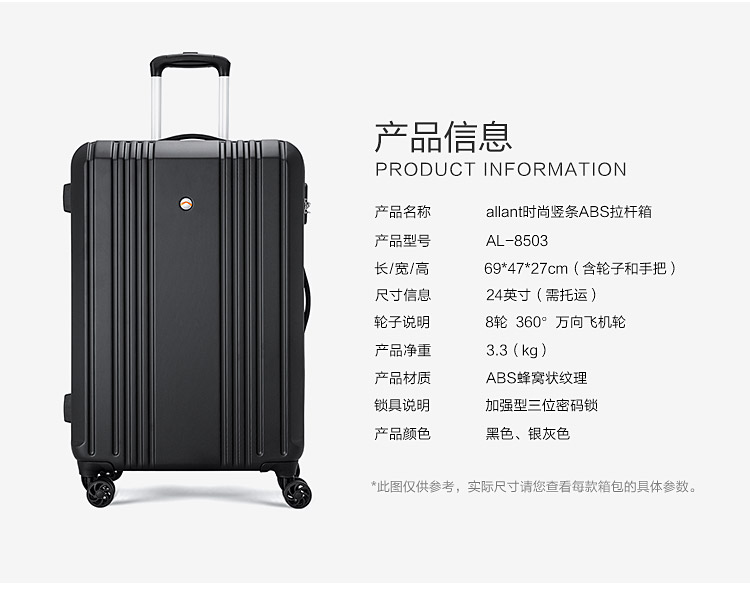 产品信息
PRODUCT INFORMATION
产品名称 allant时尚竖条ABS拉杆箱
产品型号 AL-8503
长/宽/高 69*47*27cm（含轮子和手把）
尺寸信息 24英寸（需托运）
轮子说明 8轮 360° 万向飞机轮
产品净重 3.3（kg）
产品材质 ABS蜂窝状纹理
锁具说明 加强型三位密码锁
产品颜色 黑色、银灰色
*此图仅供参考，实际尺寸请您查看每款箱包的具体参数。